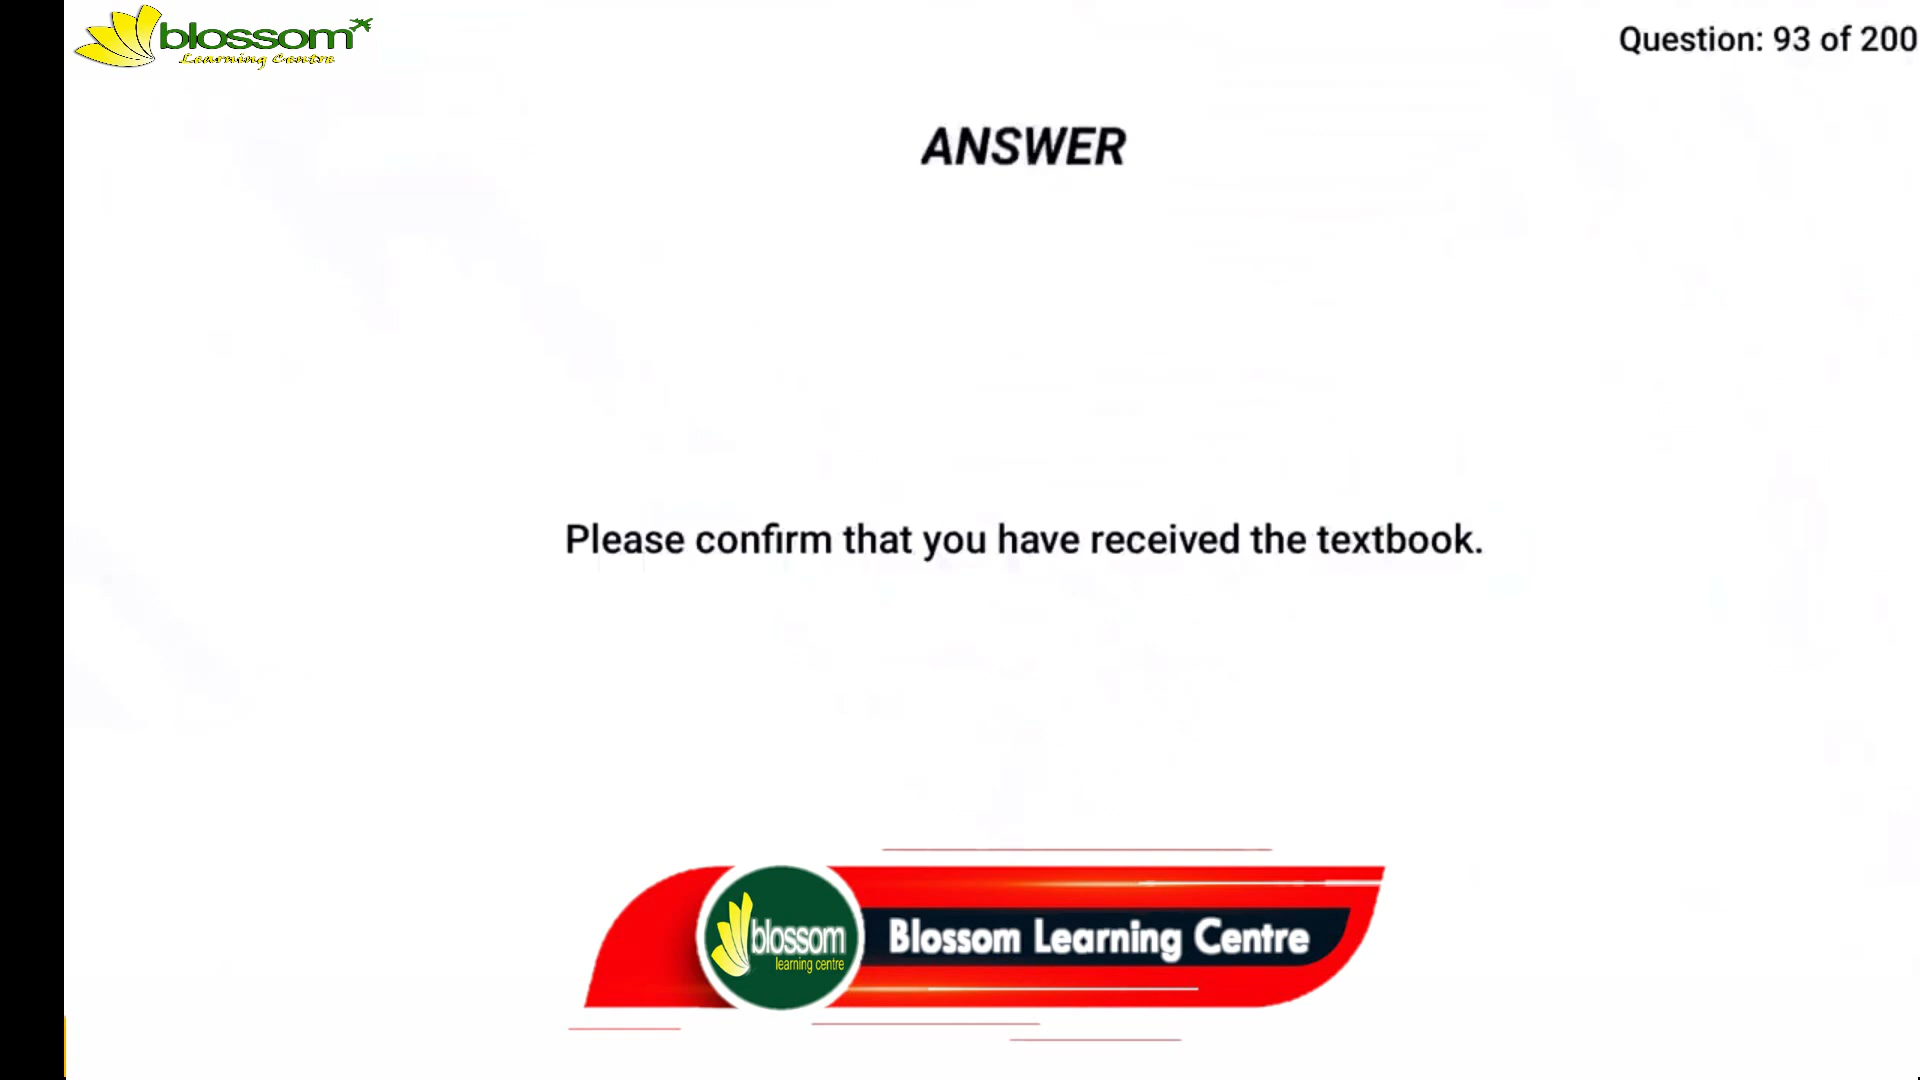 blossom
Learning Centre
Question: 93 of 200
ANSWER
Please confirm that you have received the textbook.
blossom
learning centre
Blossom Learning Centre